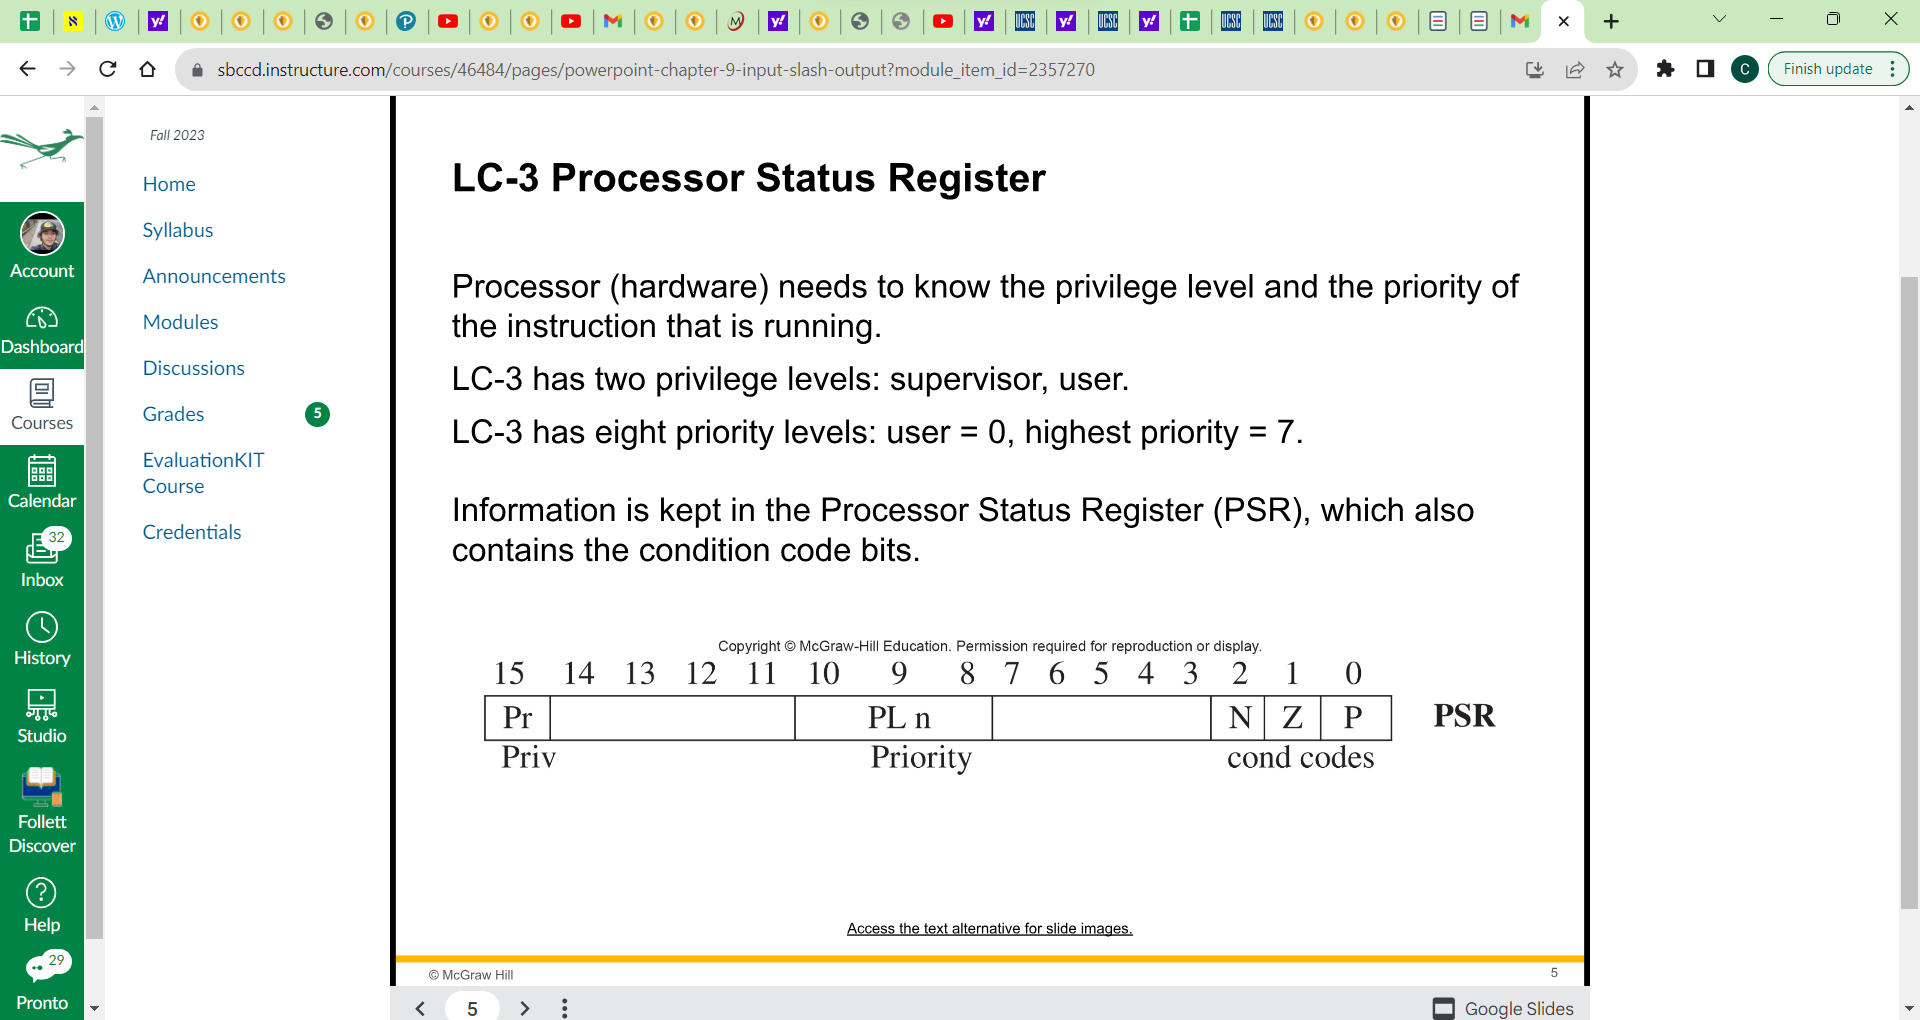 sbccd.instructure.com/courses/46484/pages/powerpoint-chapter-9-input-slash-output?module_item_id=2357270
C
Finish update
Fall 2023
Home
Syllabus
Announcements
Modules
Discussions
Grades
5
EvaluationKIT
Course
Credentials
Account
Dashboard
Courses
Calendar
32
Inbox
History
Studio
Follett
Discover
Help
29
Pronto
LC-3 Processor Status Register
Processor (hardware) needs to know the privilege level and the priority of
the instruction that is running.
LC-3 has two privilege levels: supervisor, user.
LC-3 has eight priority levels: user = 0, highest priority = 7.
Information is kept in the Processor Status Register (PSR), which also
contains the condition code bits.
Copyright © McGraw-Hill Education. Permission required for reproduction or display.
15 14 13 12 11 10 9 8 7 6 5 4 3 2 1 0
Pr PL n N Z P PSR
Priv Priority cond codes
Access the text alternative for slide images.
© McGraw Hill
5
5
Google Slides